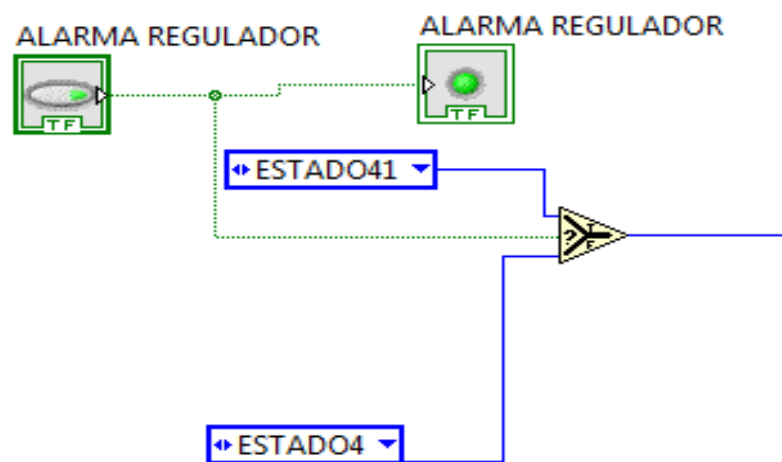 ALARMA REGULADOR
ALARMA REGULADOR
TF
TF
ESTADO41
? T
F
ESTADO4